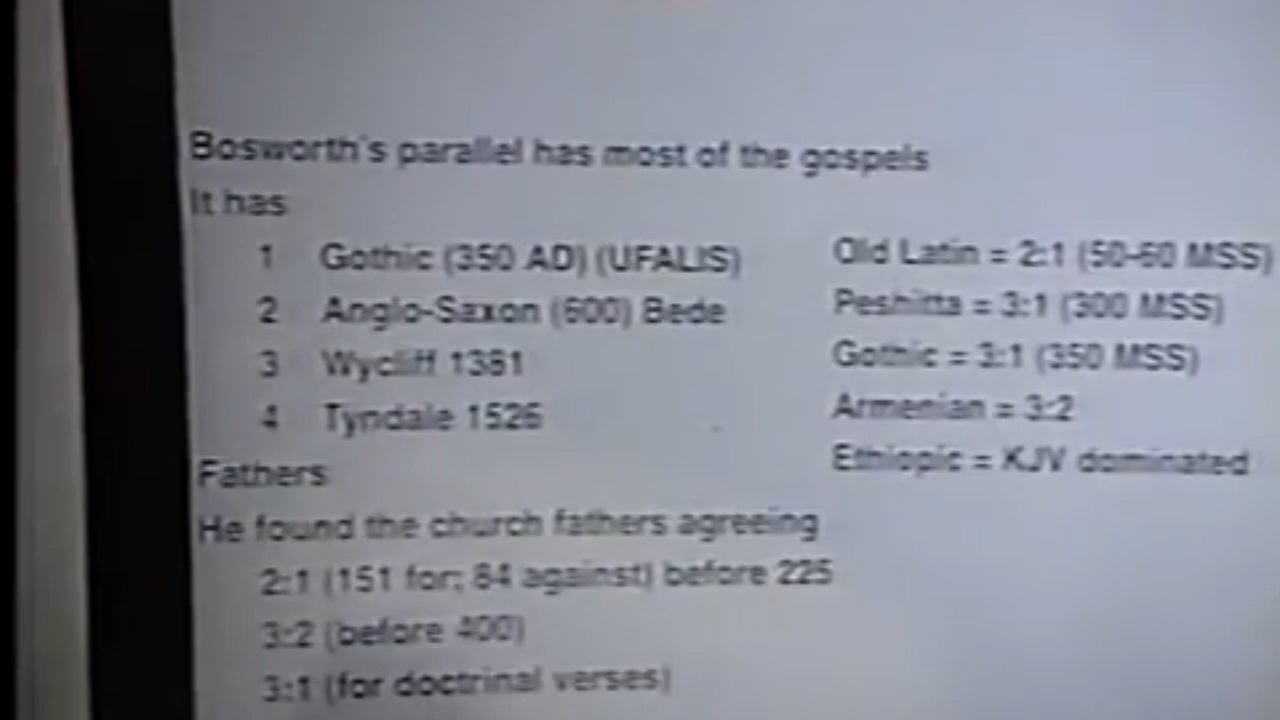 Bosworth's parallel has most of the gospels
It has
1 Gothic (350 AD) (UFALIS)
2 Anglo-Saxon (600) Bede
3 Wycliff 1381
4 Tyndale 1526
Old Latin = 2:1 (50-60 MSS)
Peshitta = 3:1 (300 MSS)
Gothic = 3:1 (350 MSS)
Armenian = 3:2
Ethiopic = KJV dominated
Fathers
He found the church fathers agreeing
2:1 (151 for; 84 against) before 225
3:2 (before 400)
3:1 (for doctrinal verses)